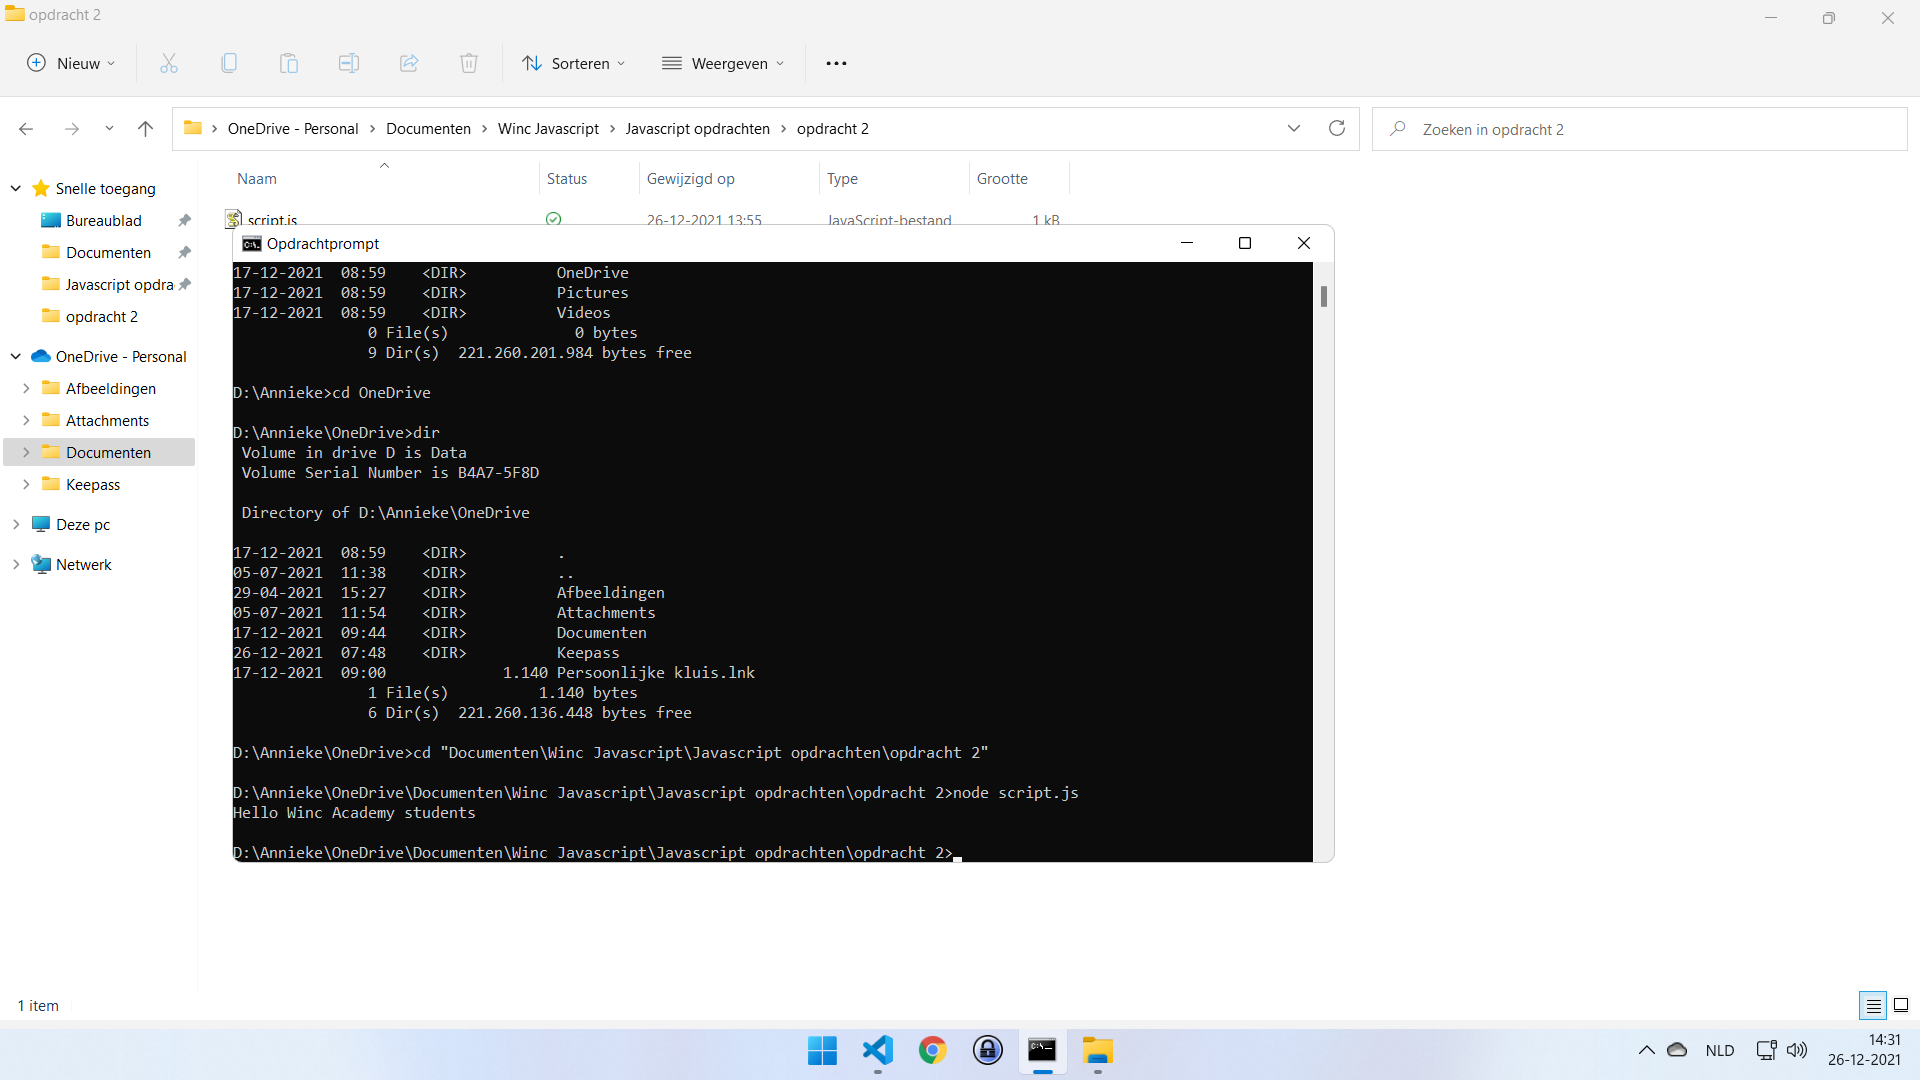 opdracht 2
Nieuw
Sorteren
Weergeven
OneDrive - Personal > Documenten > Winc Javascript > Javascript opdrachten > opdracht 2
Zoeken in opdracht 2
Naam Status Gewijzigd op Type Grootte
script.js 26-12-2021 13:55 JavaScript-bestand 1 kB
Snelle toegang
Bureaublad
Documenten
Javascript opdra
opdracht 2
OneDrive - Personal
Afbeeldingen
Attachments
Documenten
Keepass
Deze pc
Netwerk
Opdrachtprompt
17-12-2021  08:59    <DIR>          OneDrive
17-12-2021  08:59    <DIR>          Pictures
17-12-2021  08:59    <DIR>          Videos
0 File(s)              0 bytes
9 Dir(s)  221.260.201.984 bytes free
D:\Annieke>cd OneDrive
D:\Annieke\OneDrive>dir
Volume in drive D is Data
Volume Serial Number is B4A7-5F8D
Directory of D:\Annieke\OneDrive
17-12-2021  08:59    <DIR>          .
05-07-2021  11:38    <DIR>          ..
29-04-2021  15:27    <DIR>          Afbeeldingen
05-07-2021  11:54    <DIR>          Attachments
17-12-2021  09:44    <DIR>          Documenten
26-12-2021  07:48    <DIR>          Keepass
17-12-2021  09:00             1.140 Persoonlijke kluis.lnk
1 File(s)          1.140 bytes
6 Dir(s)  221.260.136.448 bytes free
D:\Annieke\OneDrive>cd "Documenten\Winc Javascript\Javascript opdrachten\opdracht 2"
D:\Annieke\OneDrive\Documenten\Winc Javascript\Javascript opdrachten\opdracht 2>node script.js
Hello Winc Academy students
D:\Annieke\OneDrive\Documenten\Winc Javascript\Javascript opdrachten\opdracht 2>
1 item
NLD
14:31
26-12-2021